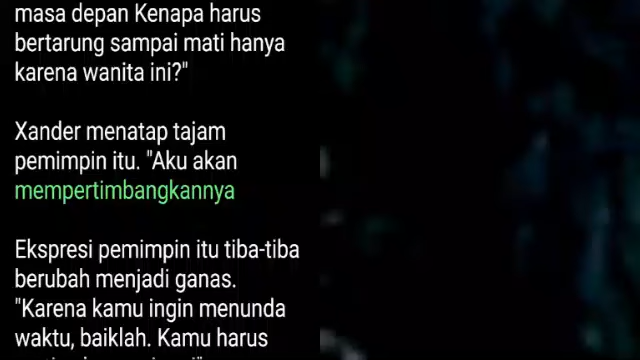 masa depan Kenapa harus
bertarung sampai mati hanya
karena wanita ini?"
Xander menatap tajam
pemimpin itu. "Aku akan
mempertimbangkannya
Ekspresi pemimpin itu tiba-tiba
berubah menjadi ganas.
"Karena kamu ingin menunda
waktu, baiklah. Kamu harus